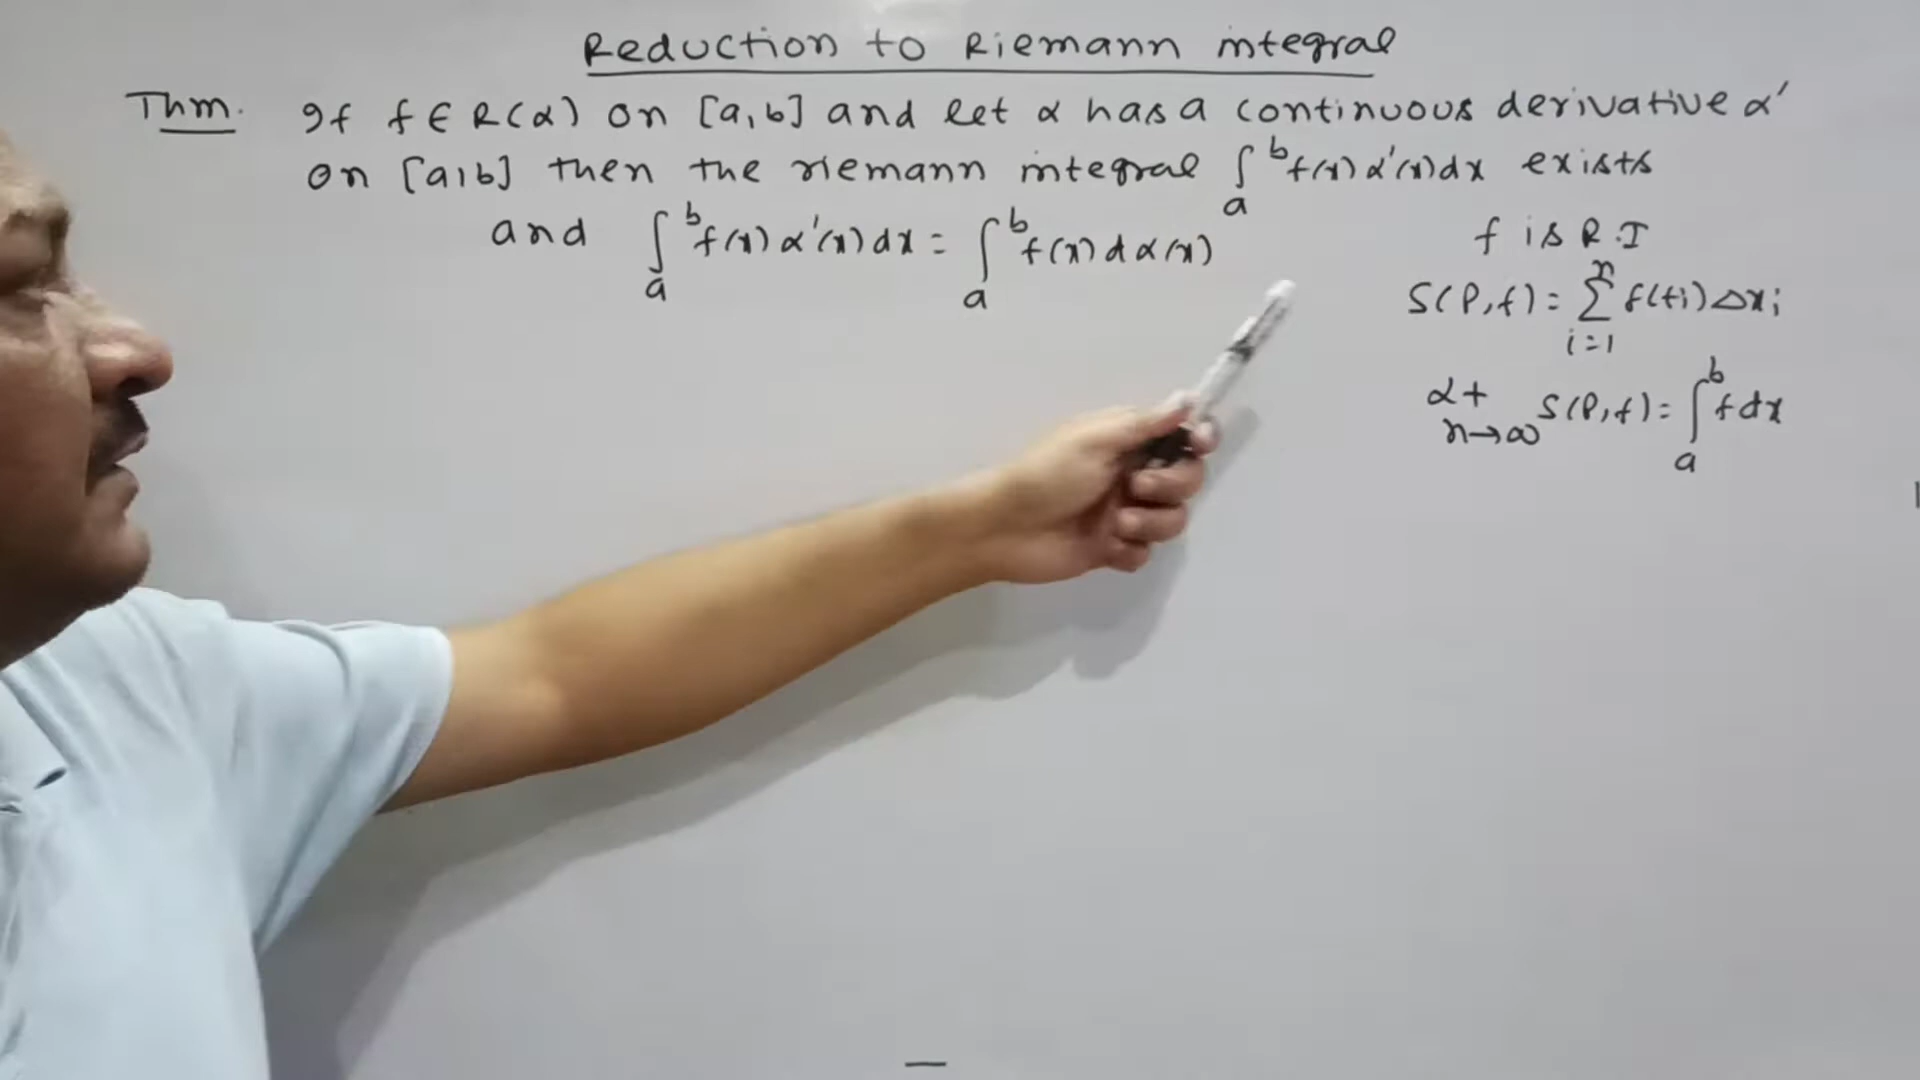 Reduction to Riemann integral
Thm. If f ∈ R(α) on [a,b] and let α has a continuous derivative α'
on [a,b] then the riemann integral ∫_a^b f(x) α'(x) dx exists
and ∫_a^b f(x) α'(x) dx = ∫_a^b f(x) d α(x)
f is R.I
S(P,f) = Σ_{i=1}^n f(ti) Δxi
Lt_{n→∞} S(P,f) = ∫_a^b f dx